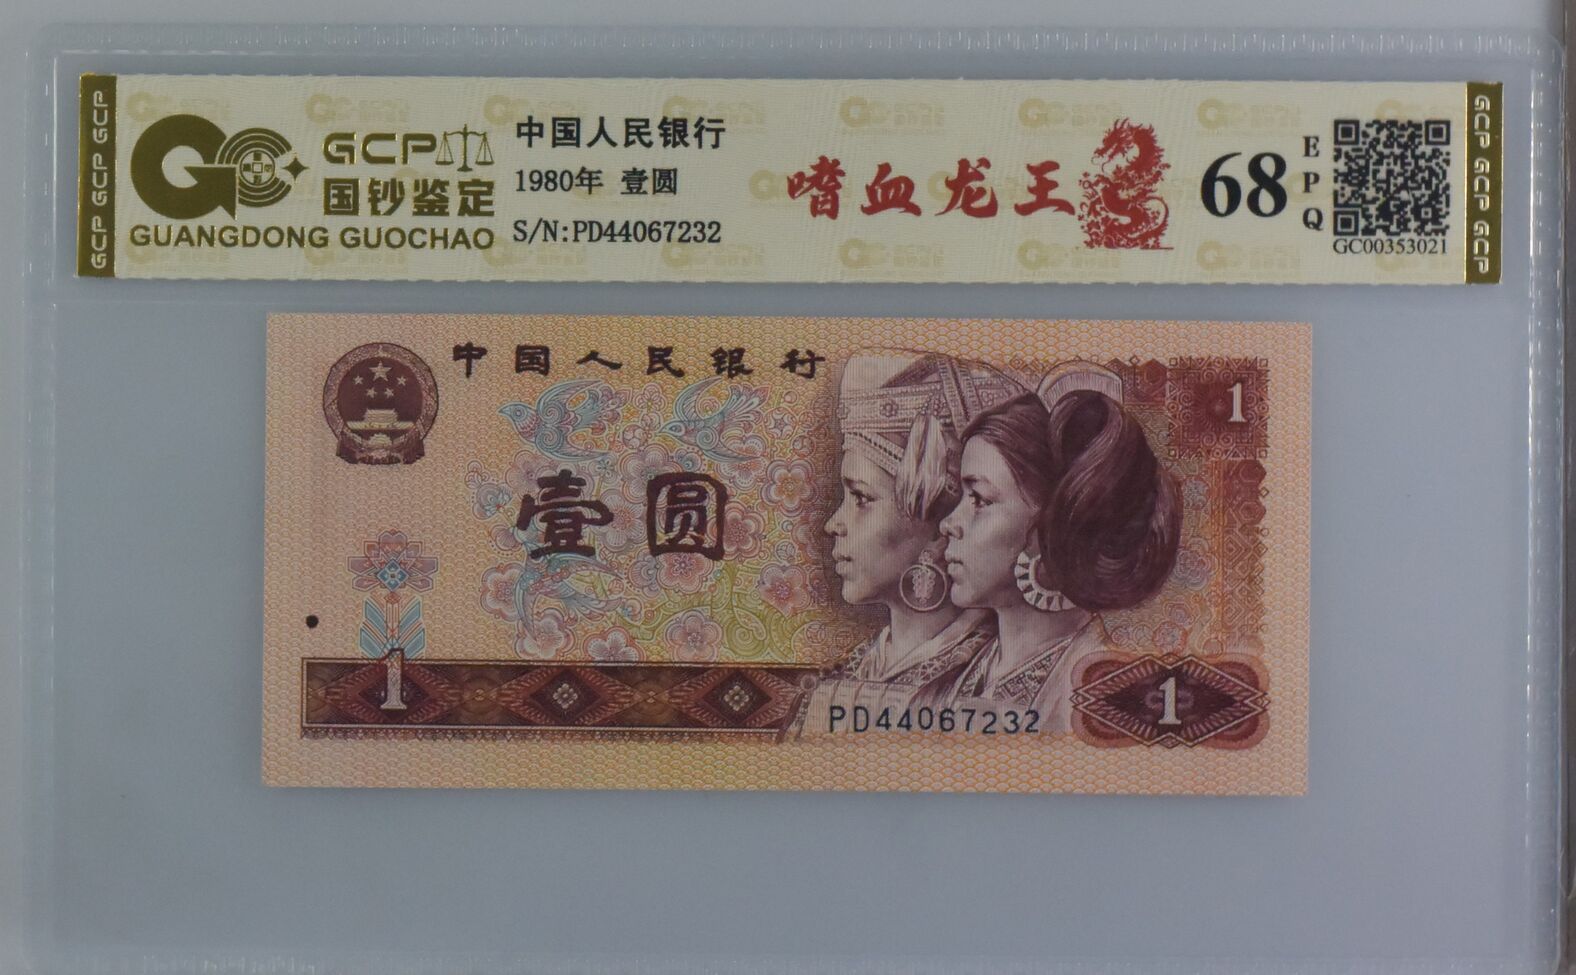 GCP GCP GCP
GCP
国钞鉴定
GUANGDONG GUOCHAO
中国人民银行
1980年 壹圆
S/N:PD44067232
嗜血龙王
68
EPQ
GC00353021
GCP GCP GCP
中国人民银行
1
壹圆
1
PD44067232
1